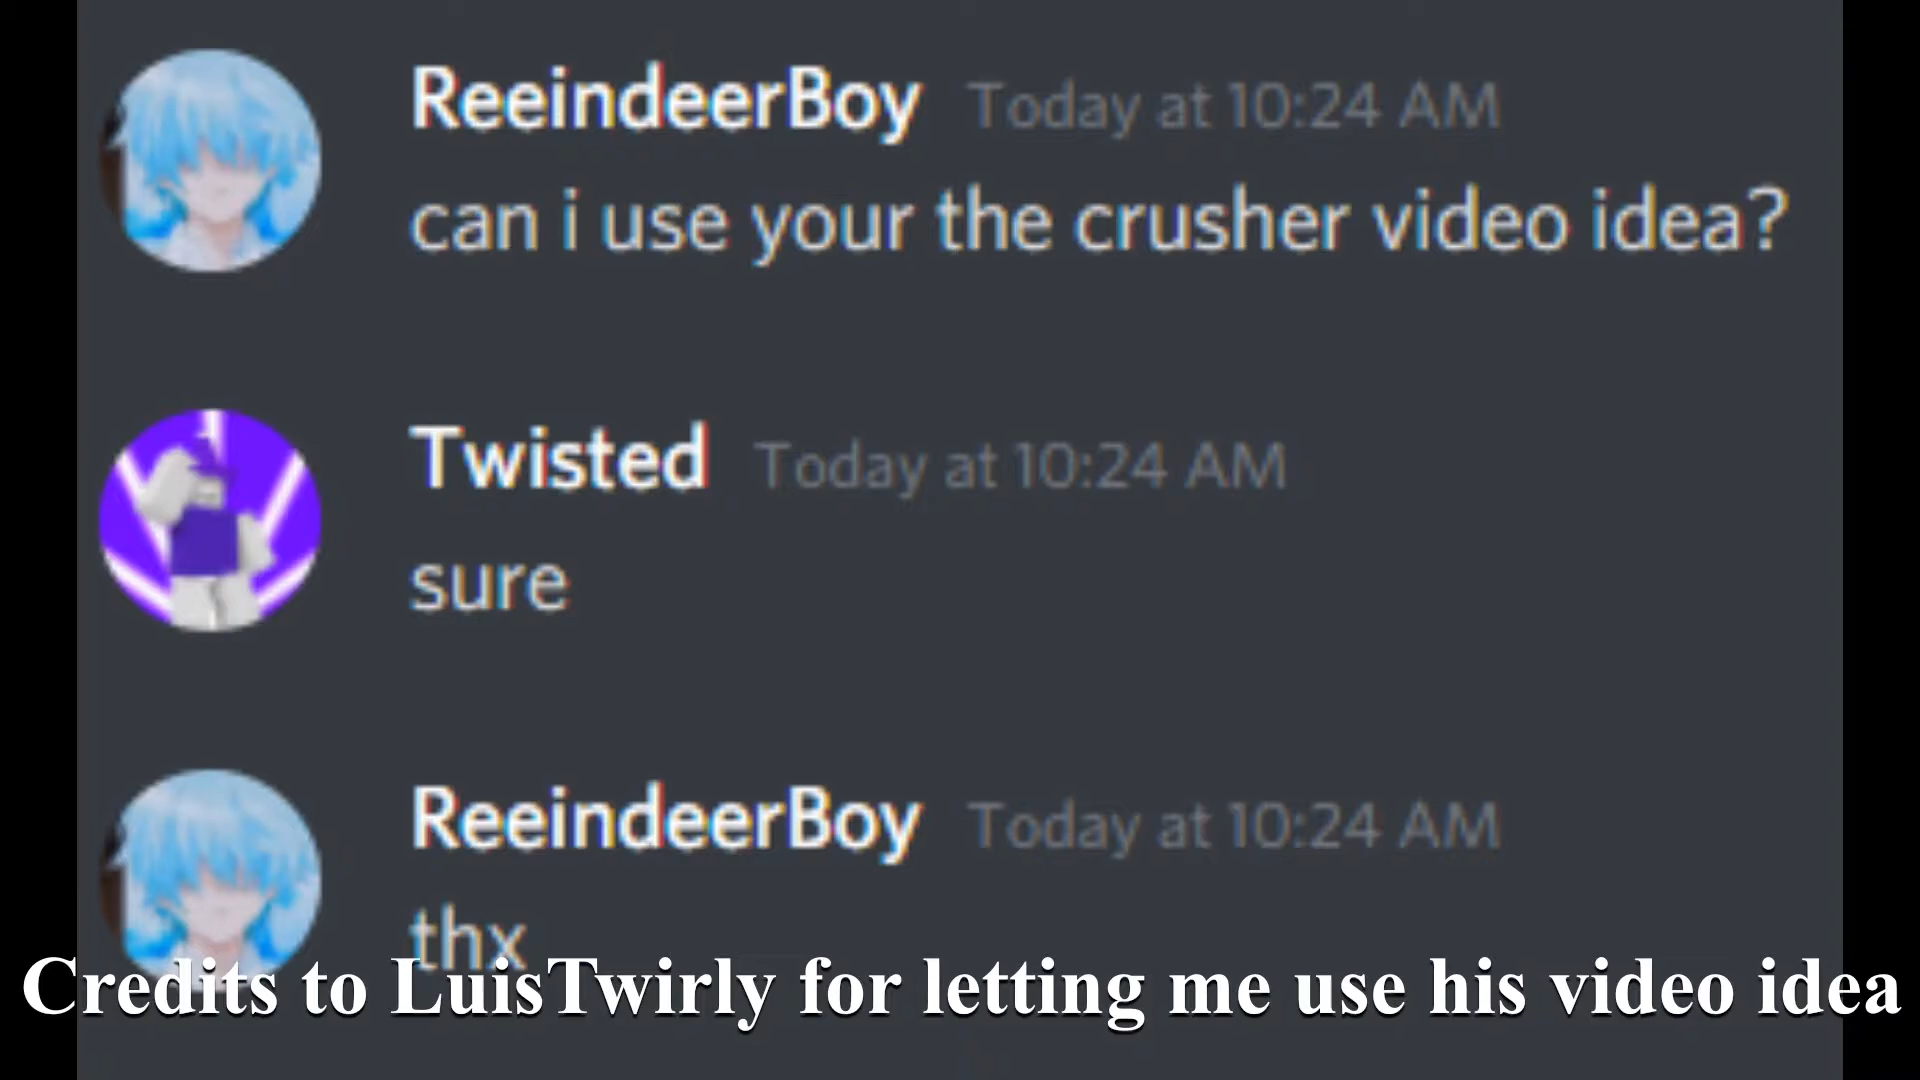 ReeindeerBoy Today at 10:24 AM
can i use your the crusher video idea?
Twisted Today at 10:24 AM
sure
ReeindeerBoy Today at 10:24 AM
thx
Credits to LuisTwirly for letting me use his video idea